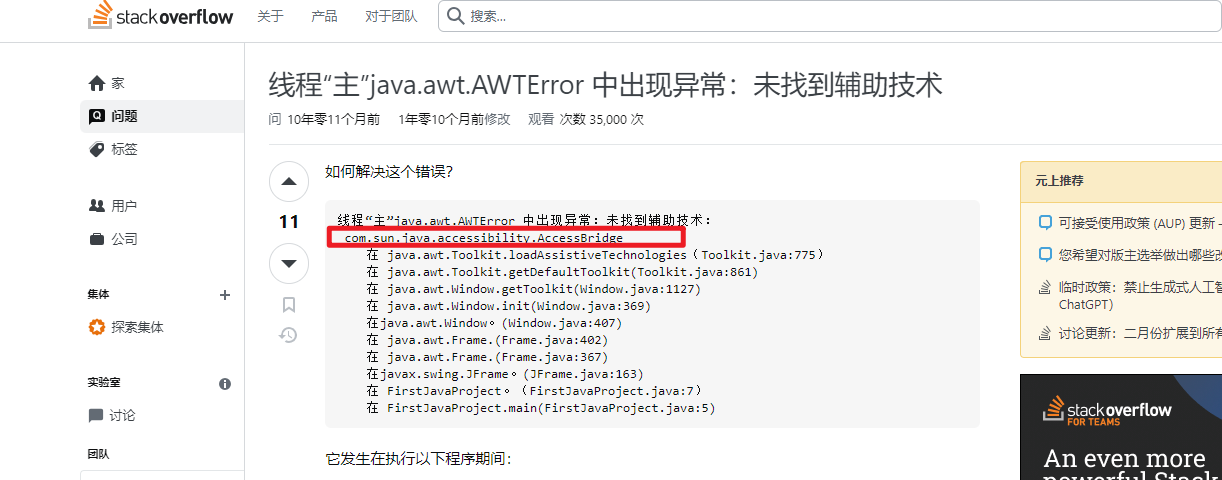 stack overflow
关于
产品
对于团队
搜索...
家
问题
标签
用户
公司
集体
探索集体
实验室
讨论
团队
线程“主”java.awt.AWTError 中出现异常：未找到辅助技术
问 10年零11个月前 1年零10个月前修改 观看 次数 35,000 次
11
如何解决这个错误?
线程“主”java.awt.AWTError 中出现异常：未找到辅助技术：
com.sun.java.accessibility.AccessBridge
在 java.awt.Toolkit.loadAssistiveTechnologies（Toolkit.java:775）
在 java.awt.Toolkit.getDefaultToolkit(Toolkit.java:861)
在 java.awt.Window.getToolkit(Window.java:1127)
在 java.awt.Window.init(Window.java:369)
在java.awt.Window。(Window.java:407)
在 java.awt.Frame.(Frame.java:402)
在 java.awt.Frame.(Frame.java:367)
在javax.swing.JFrame。(JFrame.java:163)
在 FirstJavaProject。（FirstJavaProject.java:7）
在 FirstJavaProject.main(FirstJavaProject.java:5)
它发生在执行以下程序期间：
元上推荐
可接受使用政策 (AUP) 更新 -
您希望对版主选举做出哪些改
临时政策：禁止生成式人工智
ChatGPT)
讨论更新：二月份扩展到所有
stack overflow
FOR TEAMS
An even more
powerful Stack